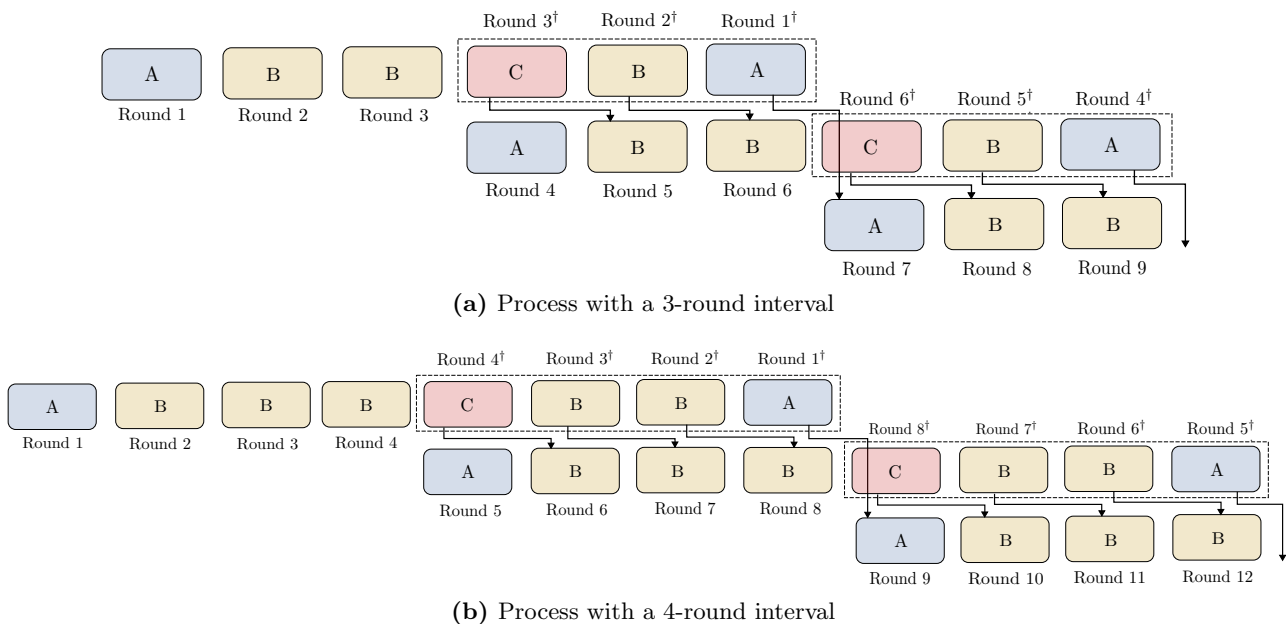 Round 3† Round 2† Round 1†
A B B C B A
Round 1 Round 2 Round 3
Round 6† Round 5† Round 4†
A B B C B A
Round 4 Round 5 Round 6
A B B
Round 7 Round 8 Round 9
(a) Process with a 3-round interval
Round 4† Round 3† Round 2† Round 1†
A B B B C B B A
Round 1 Round 2 Round 3 Round 4
Round 8† Round 7† Round 6† Round 5†
A B B B C B B A
Round 5 Round 6 Round 7 Round 8
A B B B
Round 9 Round 10 Round 11 Round 12
(b) Process with a 4-round interval